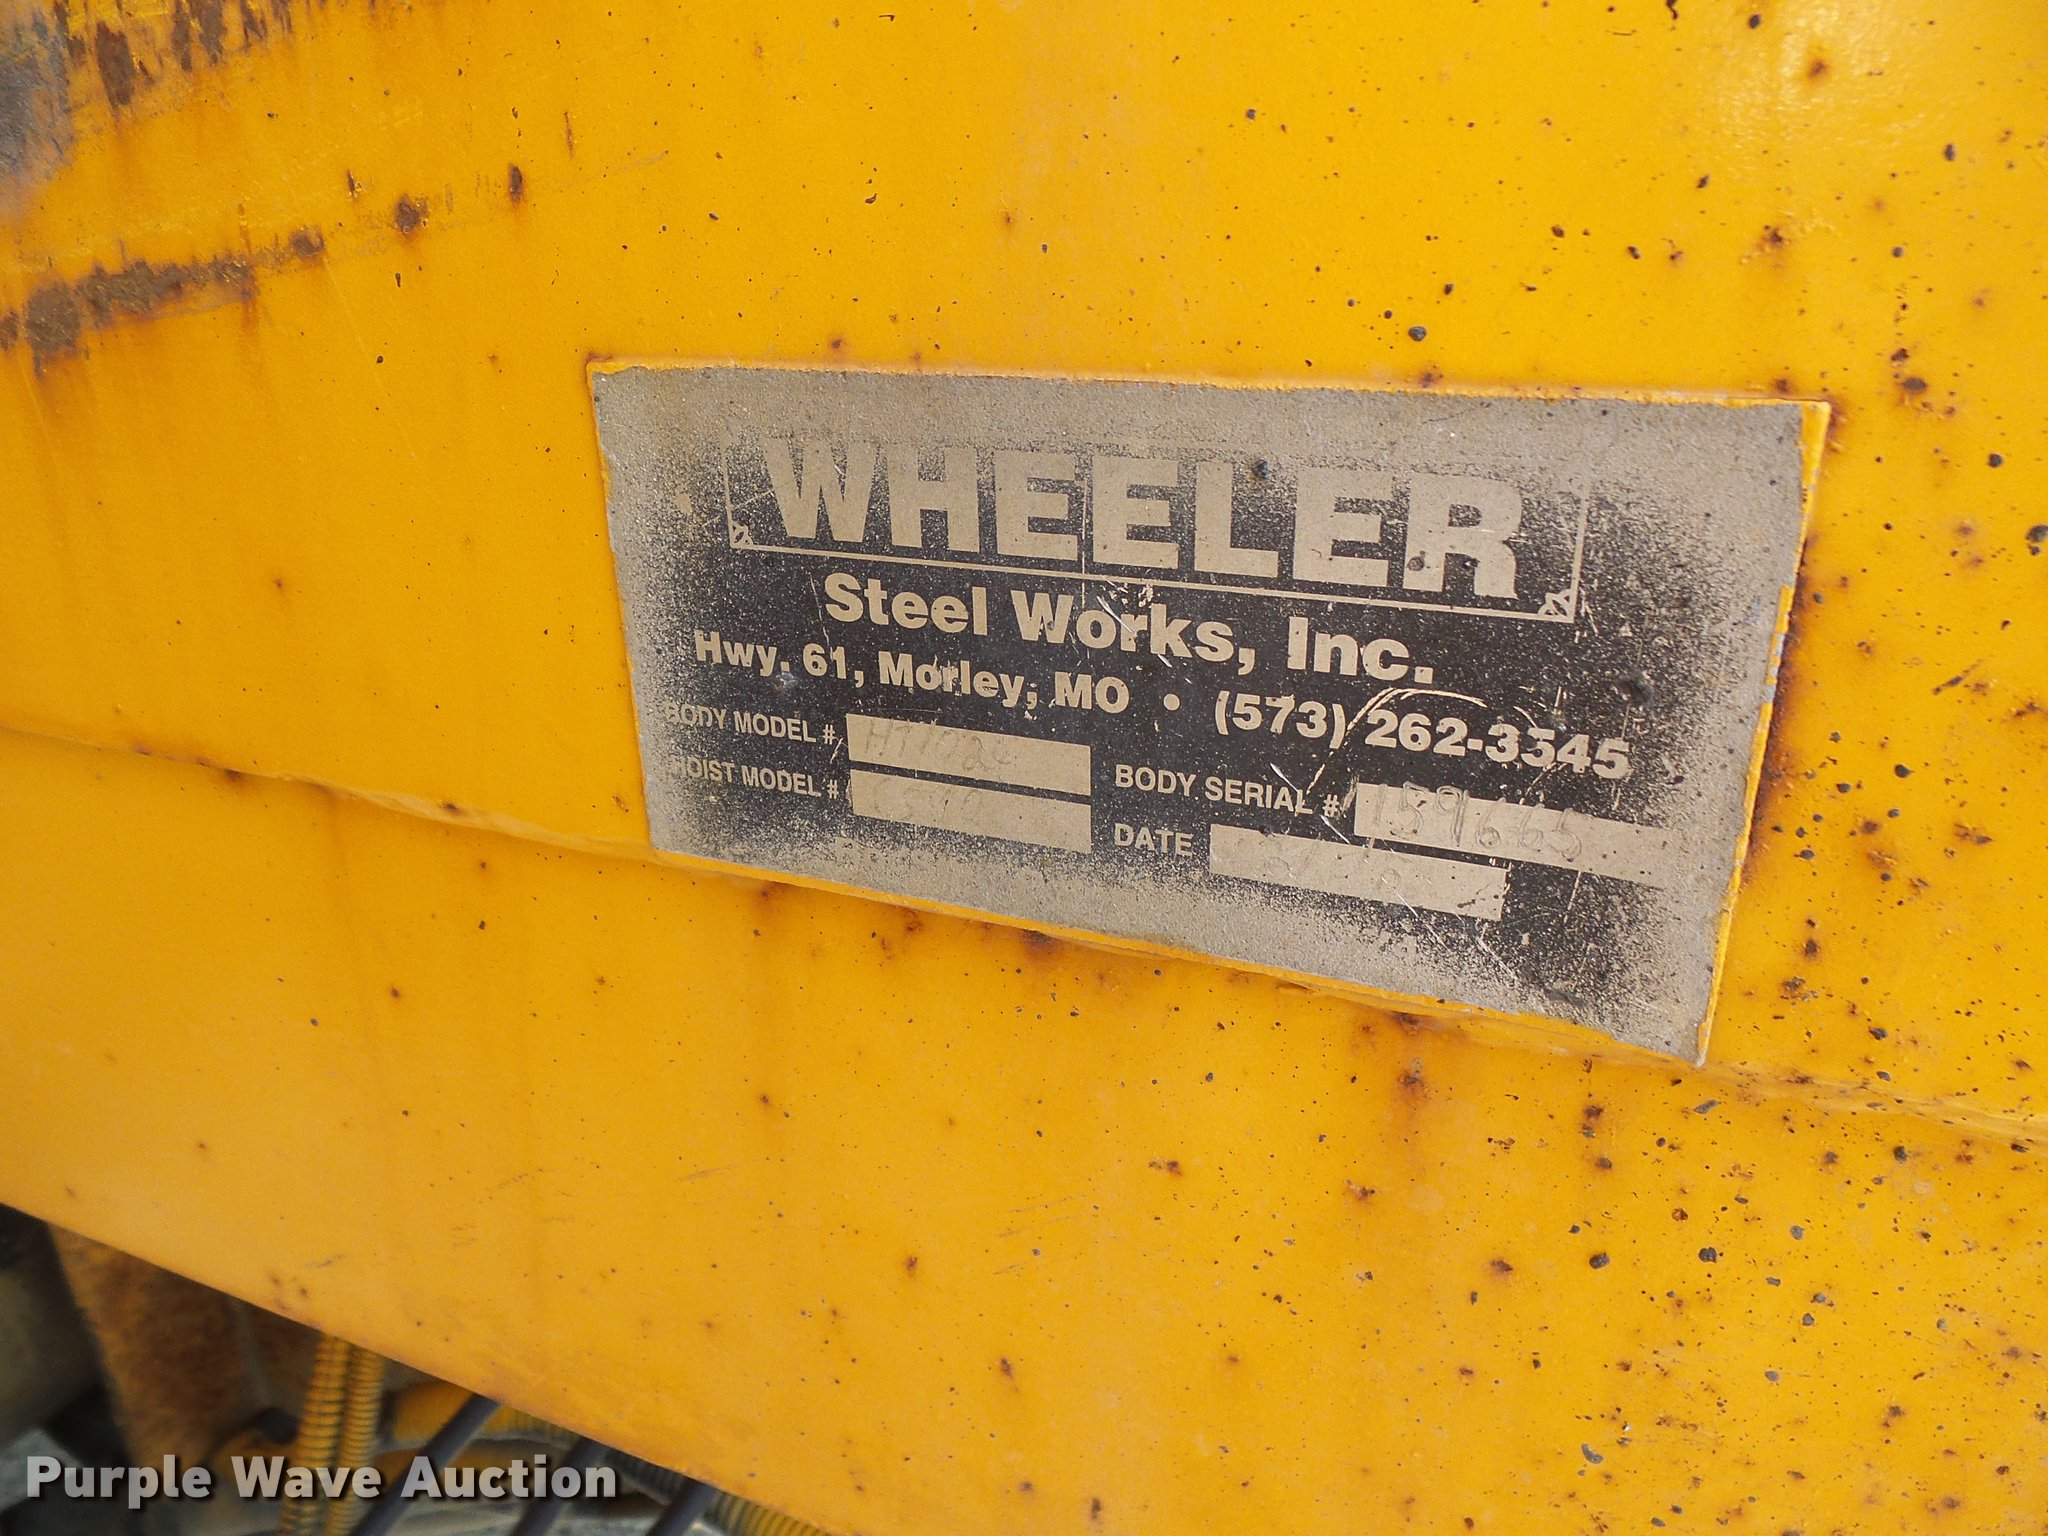 WHEELER
Steel Works, Inc.
Hwy. 61, Morley, MO • (573) 262-3545
BODY MODEL #
HOIST MODEL #
BODY SERIAL # 159665
DATE
Purple Wave Auction